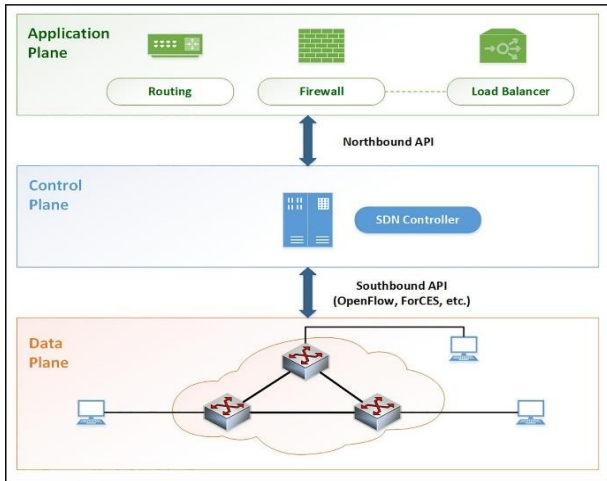 Application
Plane
Routing
Firewall
Load Balancer
Northbound API
Control
Plane
SDN Controller
Southbound API
(OpenFlow, ForCES, etc.)
Data
Plane